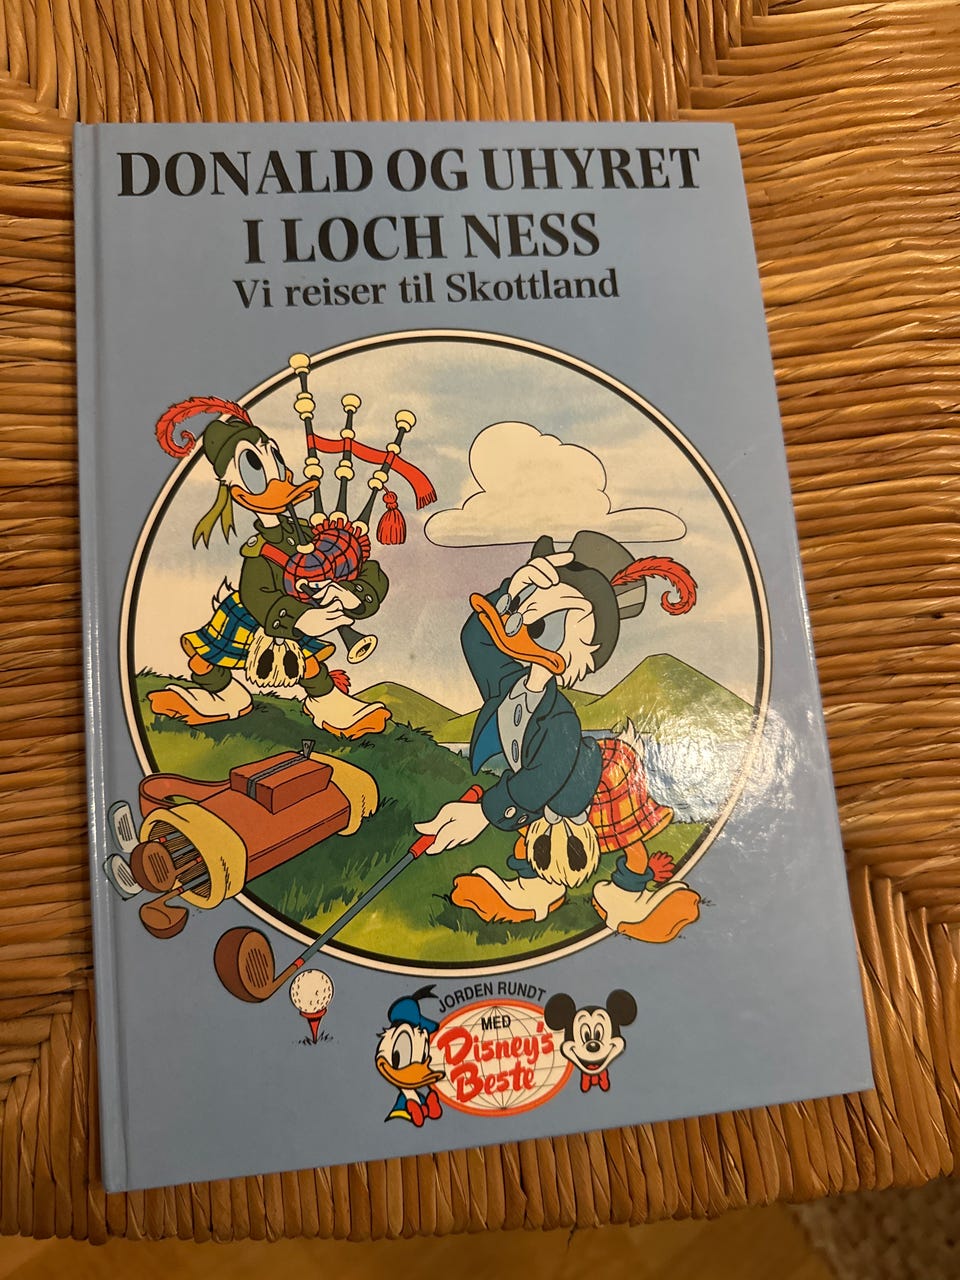 DONALD OG UHYRET
I LOCH NESS
Vi reiser til Skottland
JORDEN RUNDT
MED
Disney's
Beste